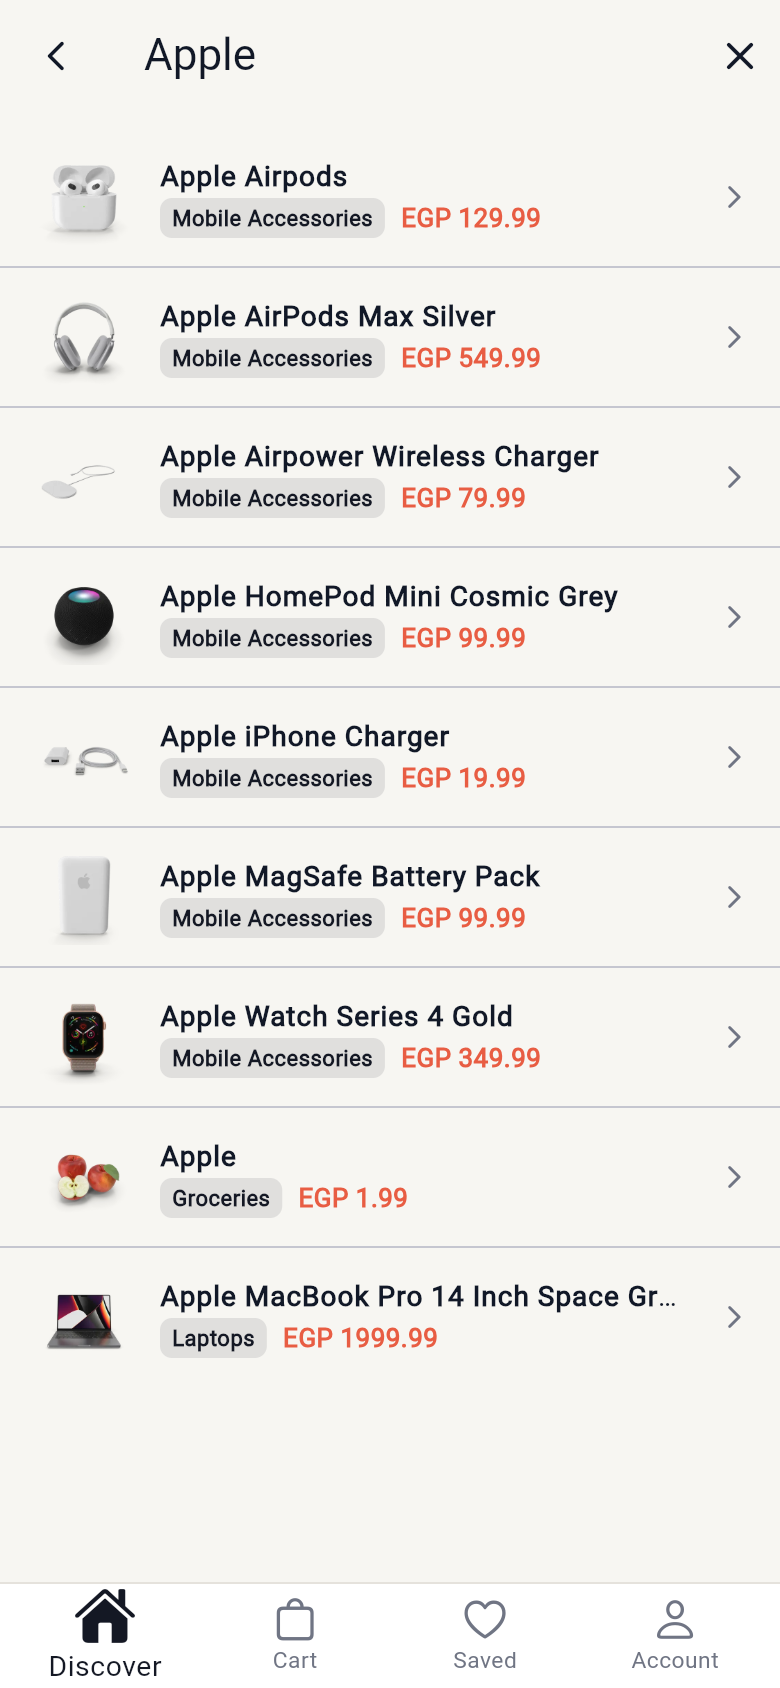 Apple
Apple Airpods
Mobile Accessories EGP 129.99
Apple AirPods Max Silver
Mobile Accessories EGP 549.99
Apple Airpower Wireless Charger
Mobile Accessories EGP 79.99
Apple HomePod Mini Cosmic Grey
Mobile Accessories EGP 99.99
Apple iPhone Charger
Mobile Accessories EGP 19.99
Apple MagSafe Battery Pack
Mobile Accessories EGP 99.99
Apple Watch Series 4 Gold
Mobile Accessories EGP 349.99
Apple
Groceries EGP 1.99
Apple MacBook Pro 14 Inch Space Gr...
Laptops EGP 1999.99
Discover Cart Saved Account